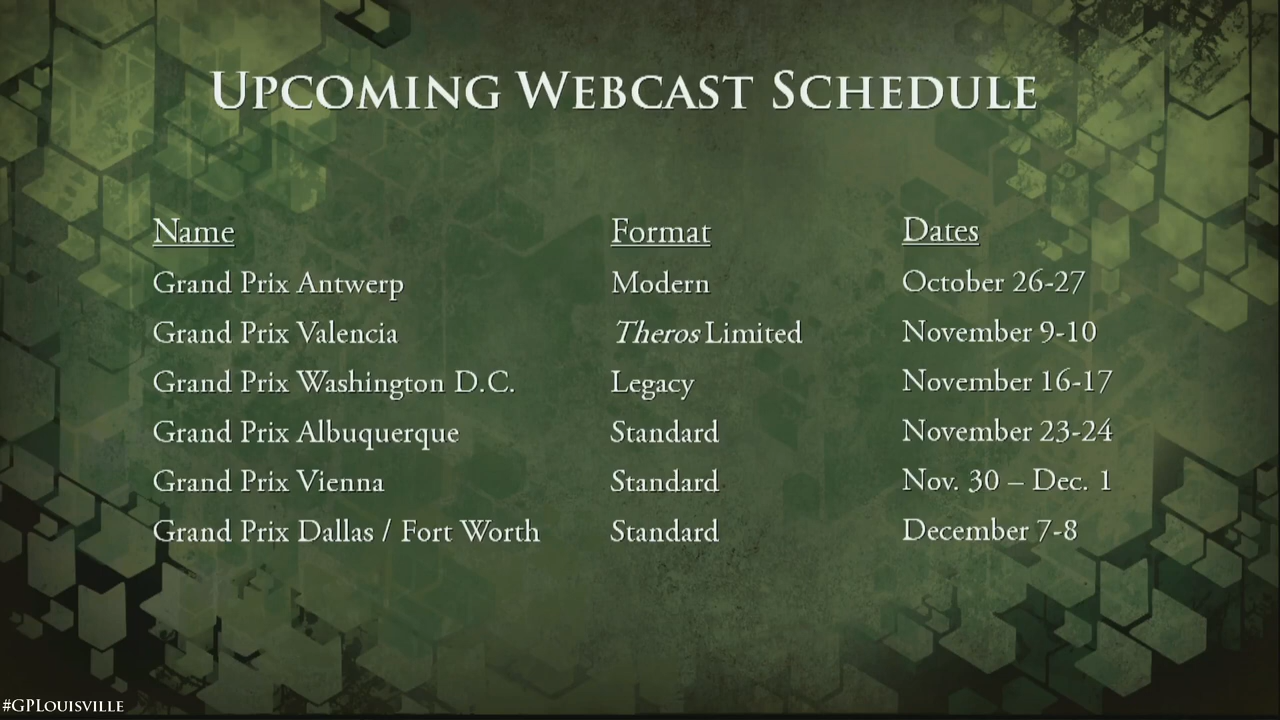 Upcoming Webcast Schedule
Name Format Dates
Grand Prix Antwerp Modern October 26-27
Grand Prix Valencia Theros Limited November 9-10
Grand Prix Washington D.C. Legacy November 16-17
Grand Prix Albuquerque Standard November 23-24
Grand Prix Vienna Standard Nov. 30 – Dec. 1
Grand Prix Dallas / Fort Worth Standard December 7-8
#GPLouisville